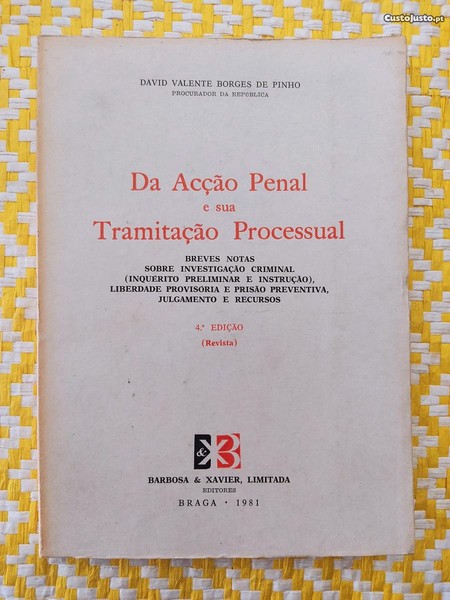 CustoJusto.pt
DAVID VALENTE BORGES DE PINHO
PROCURADOR DA REPÚBLICA
Da Acção Penal
e sua
Tramitação Processual
BREVES NOTAS
SOBRE INVESTIGAÇÃO CRIMINAL
(INQUÉRITO PRELIMINAR E INSTRUÇÃO),
LIBERDADE PROVISORIA E PRISÃO PREVENTIVA,
JULGAMENTO E RECURSOS
4.ª EDIÇÃO
(Revista)
B&X
BARBOSA & XAVIER, LIMITADA
EDITORES
BRAGA · 1981